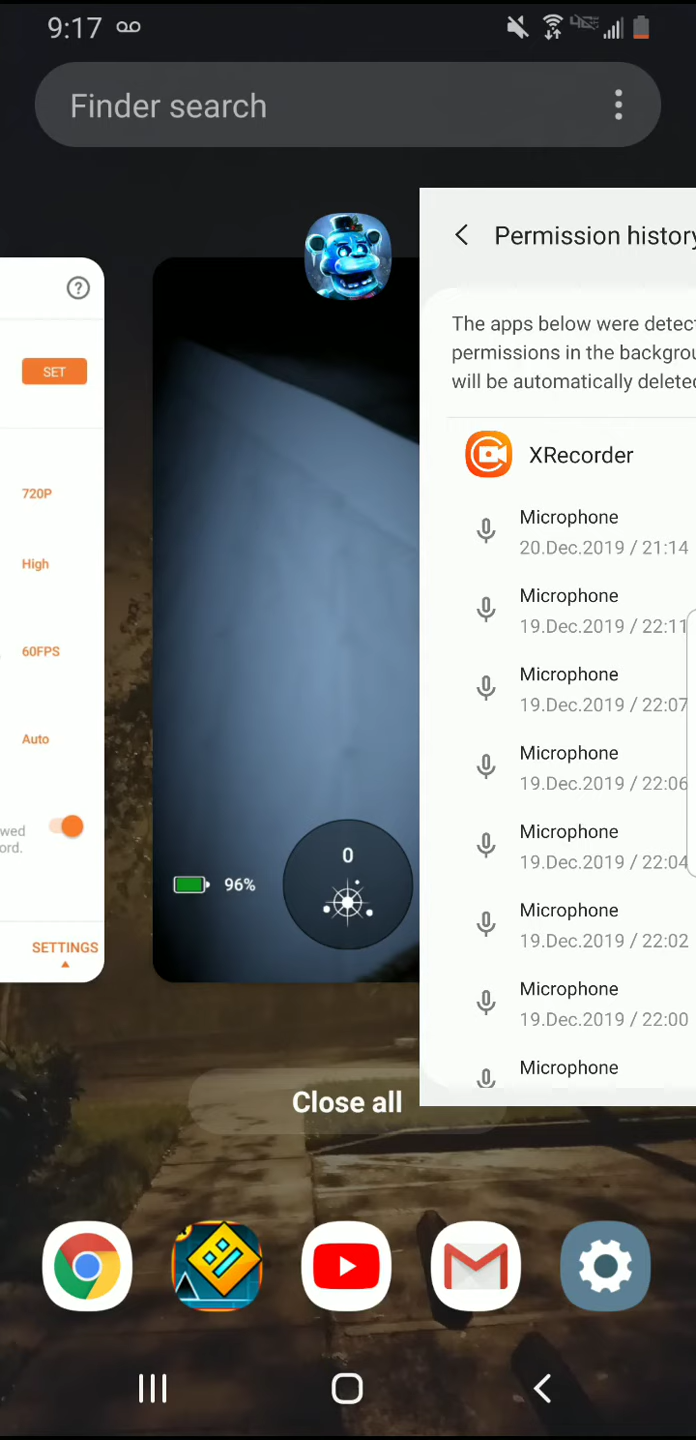 9:17
Finder search
SET
720P
High
60FPS
Auto
wed
ord.
SETTINGS
96%
0
Permission history
The apps below were detec
permissions in the backgrou
will be automatically delete
XRecorder
Microphone
20.Dec.2019 / 21:14
Microphone
19.Dec.2019 / 22:11
Microphone
19.Dec.2019 / 22:07
Microphone
19.Dec.2019 / 22:06
Microphone
19.Dec.2019 / 22:04
Microphone
19.Dec.2019 / 22:02
Microphone
19.Dec.2019 / 22:00
Microphone
Close all